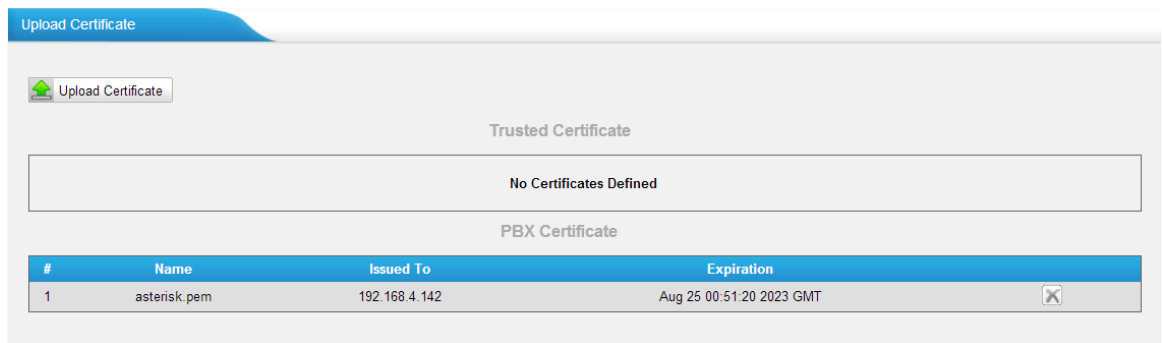 Upload Certificate
Upload Certificate
Trusted Certificate
No Certificates Defined
PBX Certificate
# Name Issued To Expiration
1 asterisk.pem 192.168.4.142 Aug 25 00:51:20 2023 GMT